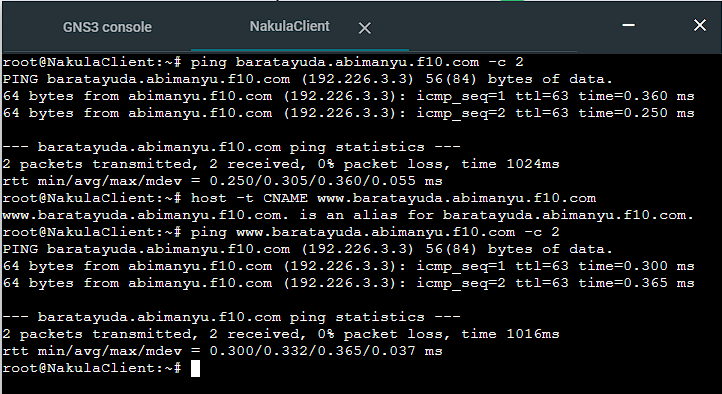 GNS3 console
NakulaClient
root@NakulaClient:~# ping baratayuda.abimanyu.f10.com -c 2
PING baratayuda.abimanyu.f10.com (192.226.3.3) 56(84) bytes of data.
64 bytes from abimanyu.f10.com (192.226.3.3): icmp_seq=1 ttl=63 time=0.360 ms
64 bytes from abimanyu.f10.com (192.226.3.3): icmp_seq=2 ttl=63 time=0.250 ms

--- baratayuda.abimanyu.f10.com ping statistics ---
2 packets transmitted, 2 received, 0% packet loss, time 1024ms
rtt min/avg/max/mdev = 0.250/0.305/0.360/0.055 ms
root@NakulaClient:~# host -t CNAME www.baratayuda.abimanyu.f10.com
www.baratayuda.abimanyu.f10.com. is an alias for baratayuda.abimanyu.f10.com.
root@NakulaClient:~# ping www.baratayuda.abimanyu.f10.com -c 2
PING baratayuda.abimanyu.f10.com (192.226.3.3) 56(84) bytes of data.
64 bytes from abimanyu.f10.com (192.226.3.3): icmp_seq=1 ttl=63 time=0.300 ms
64 bytes from abimanyu.f10.com (192.226.3.3): icmp_seq=2 ttl=63 time=0.365 ms

--- baratayuda.abimanyu.f10.com ping statistics ---
2 packets transmitted, 2 received, 0% packet loss, time 1016ms
rtt min/avg/max/mdev = 0.300/0.332/0.365/0.037 ms
root@NakulaClient:~#